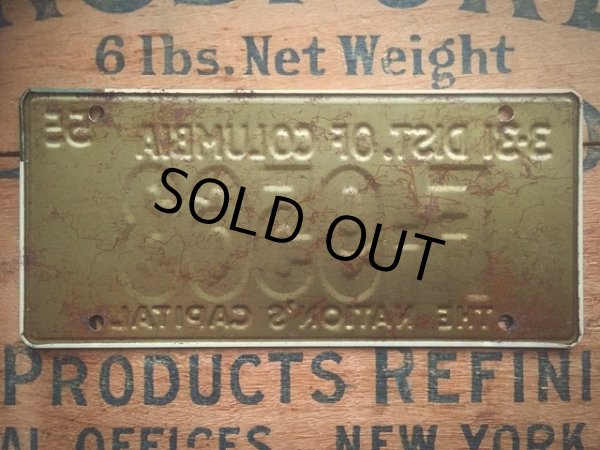 6 lbs. Net Weight
3-31 DIST. OF COLUMBIA 55
SOLD OUT
THE NATION'S CAPITAL
PRODUCTS REFINI
AL OFFICES NEW YORK